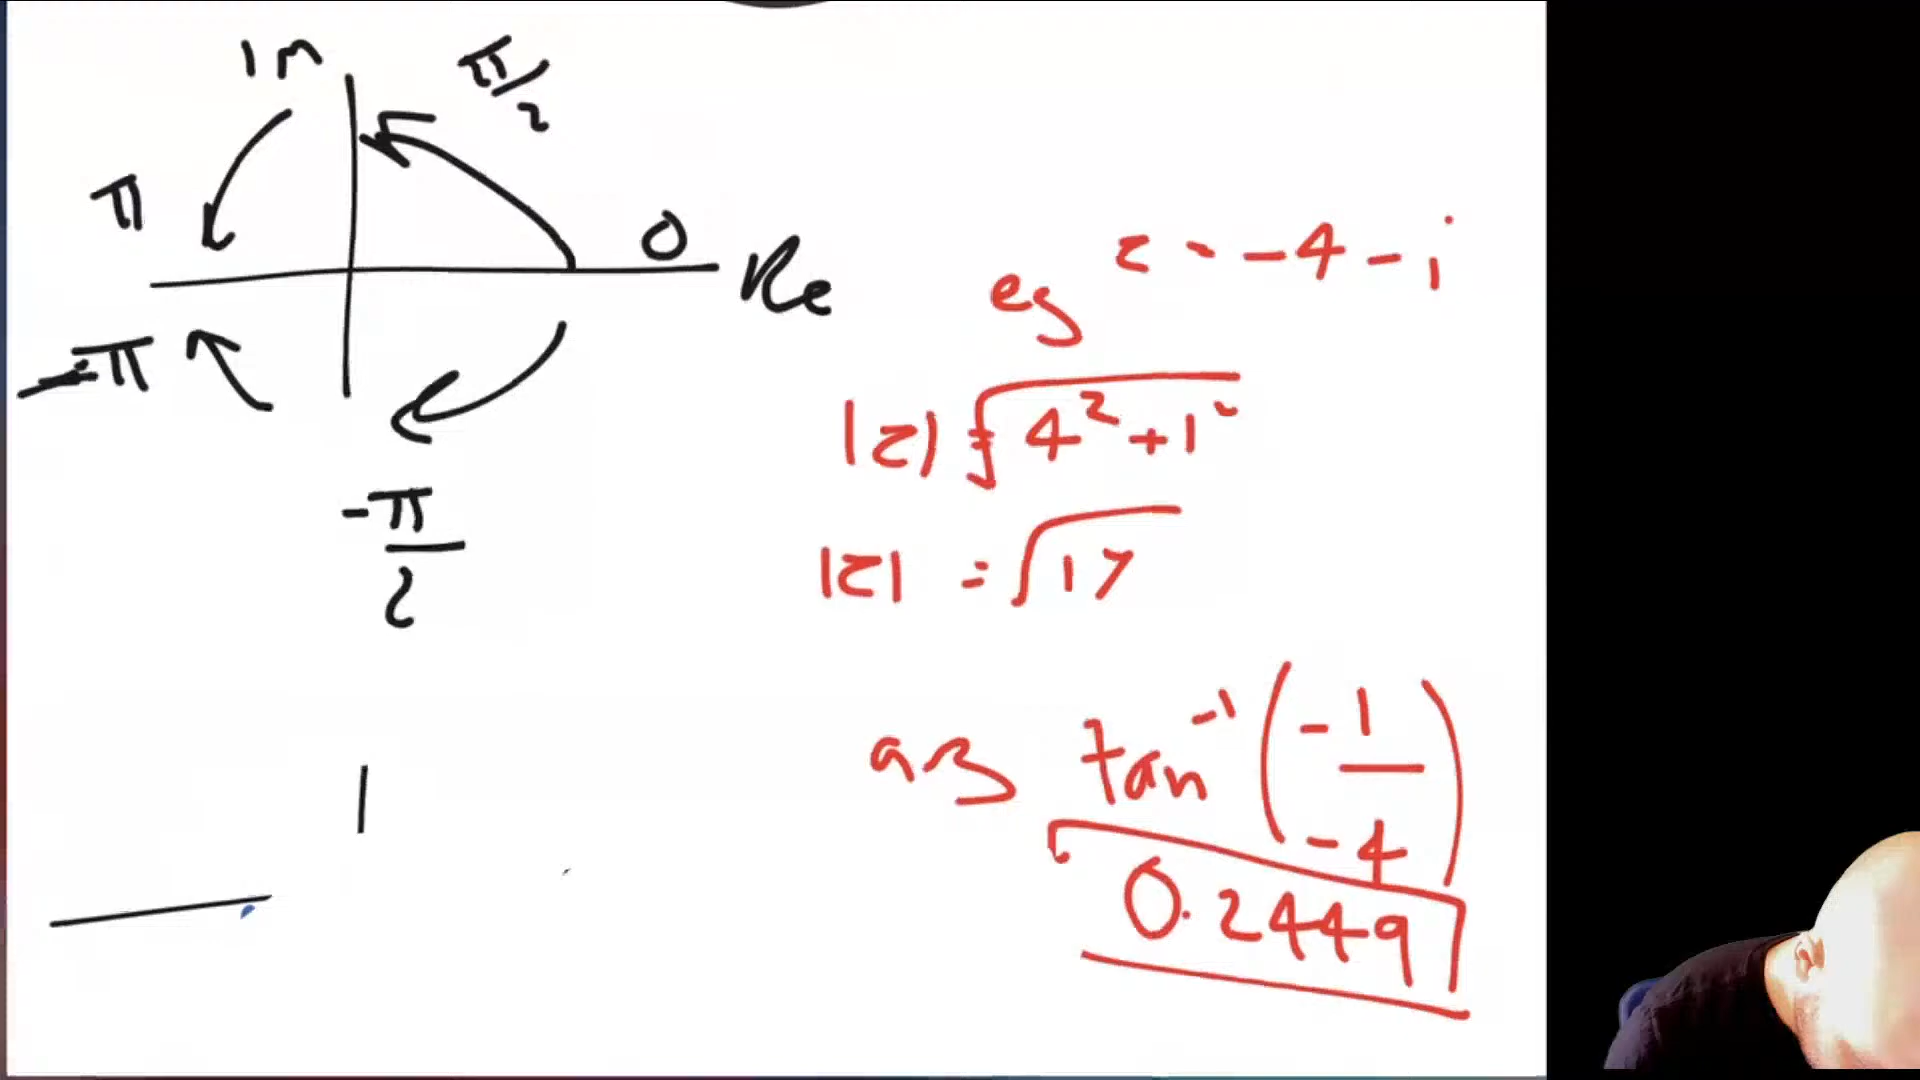 Im
π/2
π
0
Re
-π
-π/2
eg z = -4 - i
|z| = √4² + 1²
|z| = √17
arg tan⁻¹ (-1/-4)
0.2449